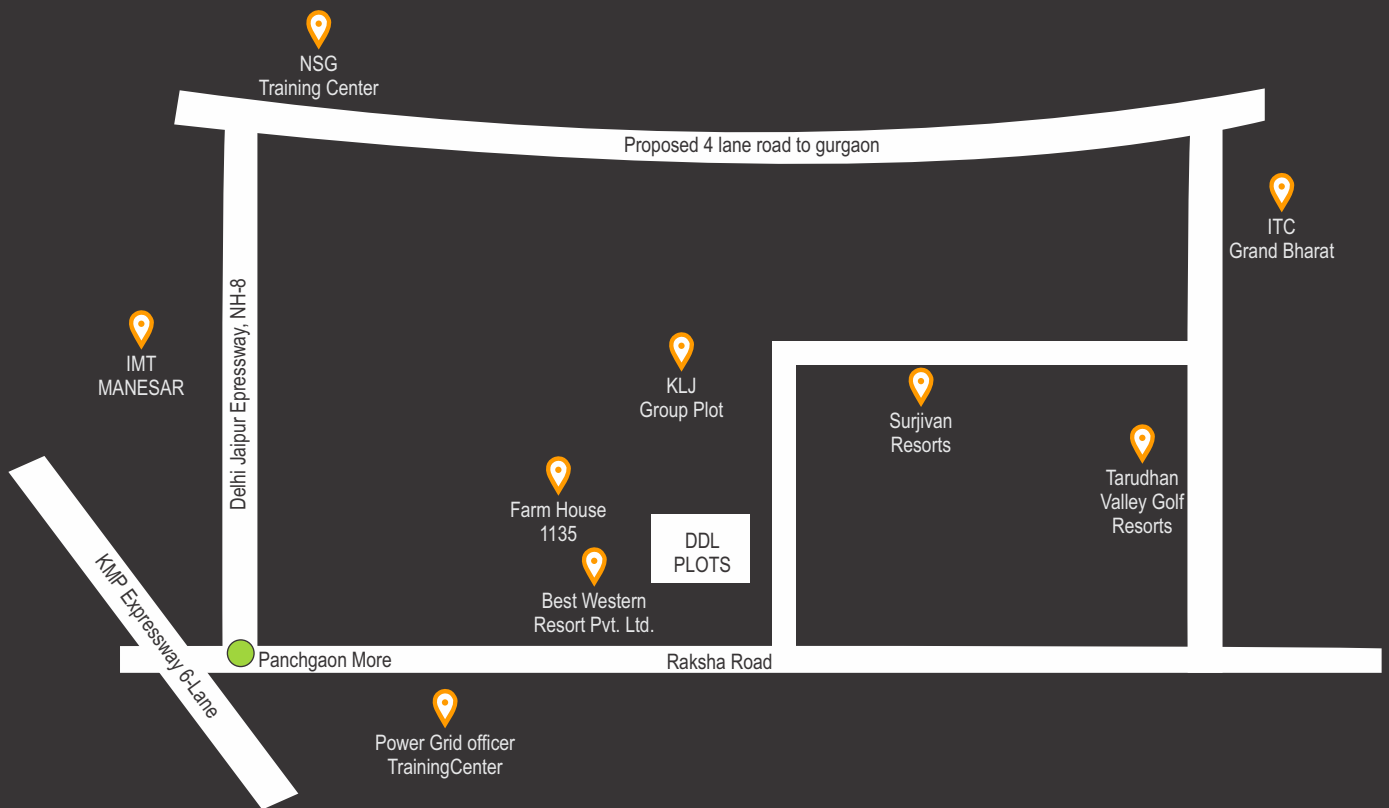 NSG
Training Center
Proposed 4 lane road to gurgaon
ITC
Grand Bharat
Delhi Jaipur Epressway, NH-8
IMT
MANESAR
KLJ
Group Plot
Surjivan
Resorts
Tarudhan
Valley Golf
Resorts
Farm House
1135
DDL
PLOTS
Best Western
Resort Pvt. Ltd.
KMP Expressway 6-Lane
Panchgaon More
Raksha Road
Power Grid officer
TrainingCenter